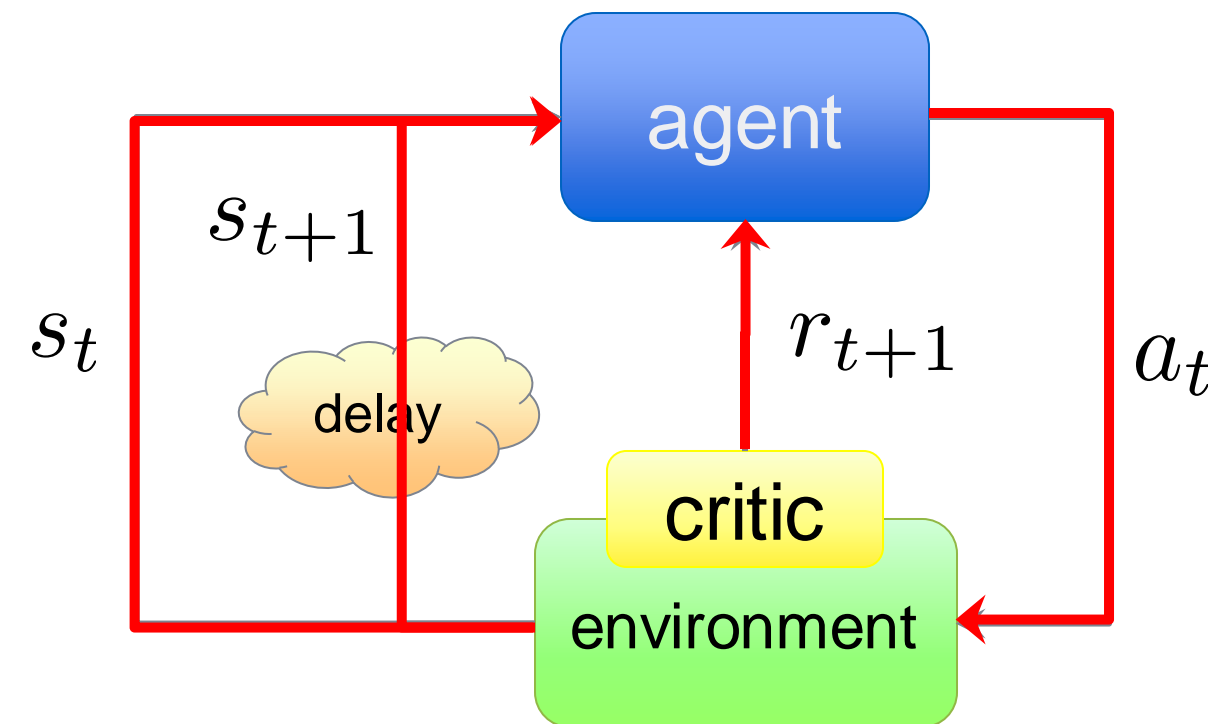 agent
s_{t+1}
s_t
r_{t+1}
a_t
delay
critic
environment